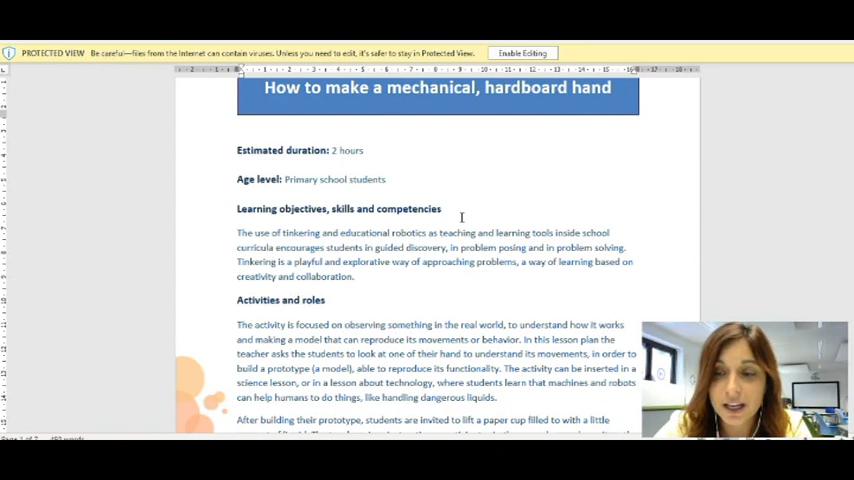 PROTECTED VIEW Be careful—files from the Internet can contain viruses. Unless you need to edit, it's safer to stay in Protected View. Enable Editing
How to make a mechanical, hardboard hand
Estimated duration: 2 hours
Age level: Primary school students
Learning objectives, skills and competencies
The use of tinkering and educational robotics as teaching and learning tools inside school
curricula encourages students in guided discovery, in problem posing and in problem solving.
Tinkering is a playful and explorative way of approaching problems, a way of learning based on
creativity and collaboration.
Activities and roles
The activity is focused on observing something in the real world, to understand how it works
and making a model that can reproduce its movements or behavior. In this lesson plan the
teacher asks the students to look at one of their hand to understand its movements, in order to
build a prototype (a model), able to reproduce its functionality. The activity can be inserted in a
science lesson, or in a lesson about technology, where students learn that machines and robots
can help humans to do things, like handling dangerous liquids.
After building their prototype, students are invited to lift a paper cup filled to with a little